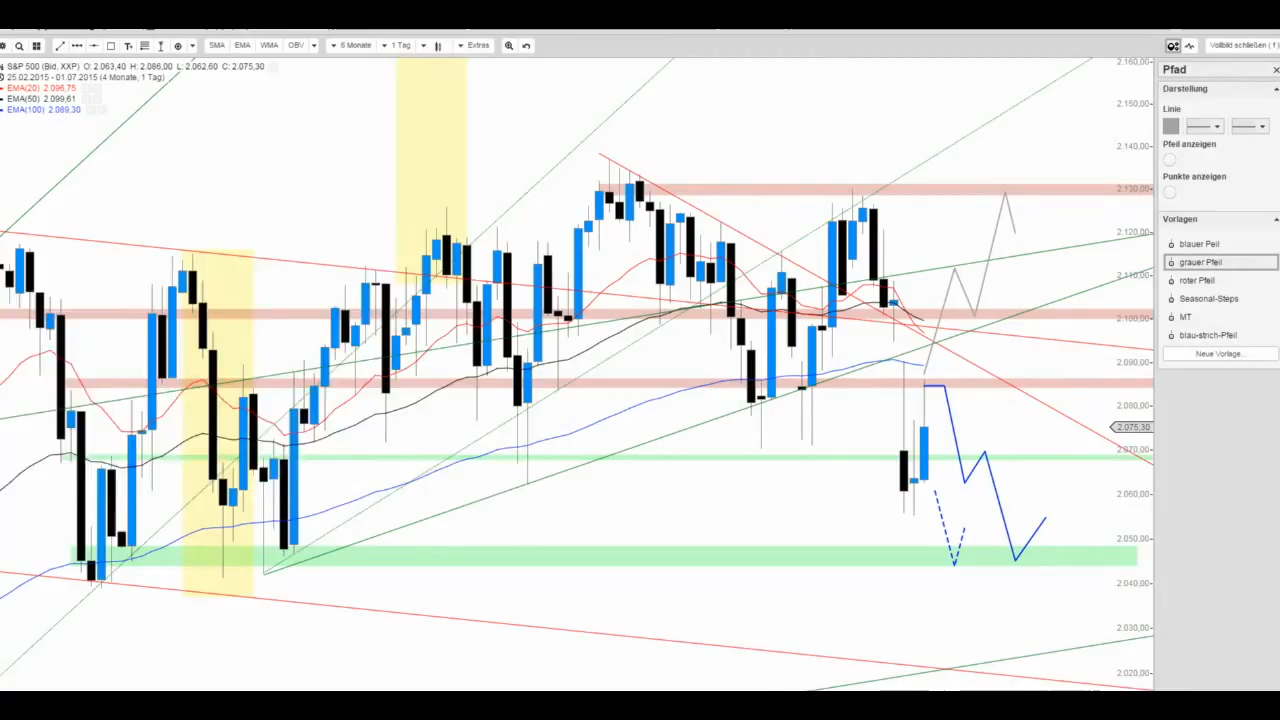 SMA EMA WMA OBV 6 Monate 1 Tag Extras Vollbild schließen ( f )
S&P 500 (Bid, XXP) O: 2.063,40 H: 2.086,00 L: 2.062,60 C: 2.075,30
25.02.2015 - 01.07.2015 (4 Monate, 1 Tag)
EMA(20) 2.096,75
EMA(50) 2.099,61
EMA(100) 2.089,30
2.160,00
2.150,00
2.140,00
2.130,00
2.120,00
2.110,00
2.100,00
2.090,00
2.080,00
2.075,30
2.070,00
2.060,00
2.050,00
2.040,00
2.030,00
2.020,00
Pfad
Darstellung
Linie
Pfeil anzeigen
Punkte anzeigen
Vorlagen
blauer Peil
grauer Pfeil
roter Pfeil
Seasonal-Steps
MT
blau-strich-Pfeil
Neue Vorlage...